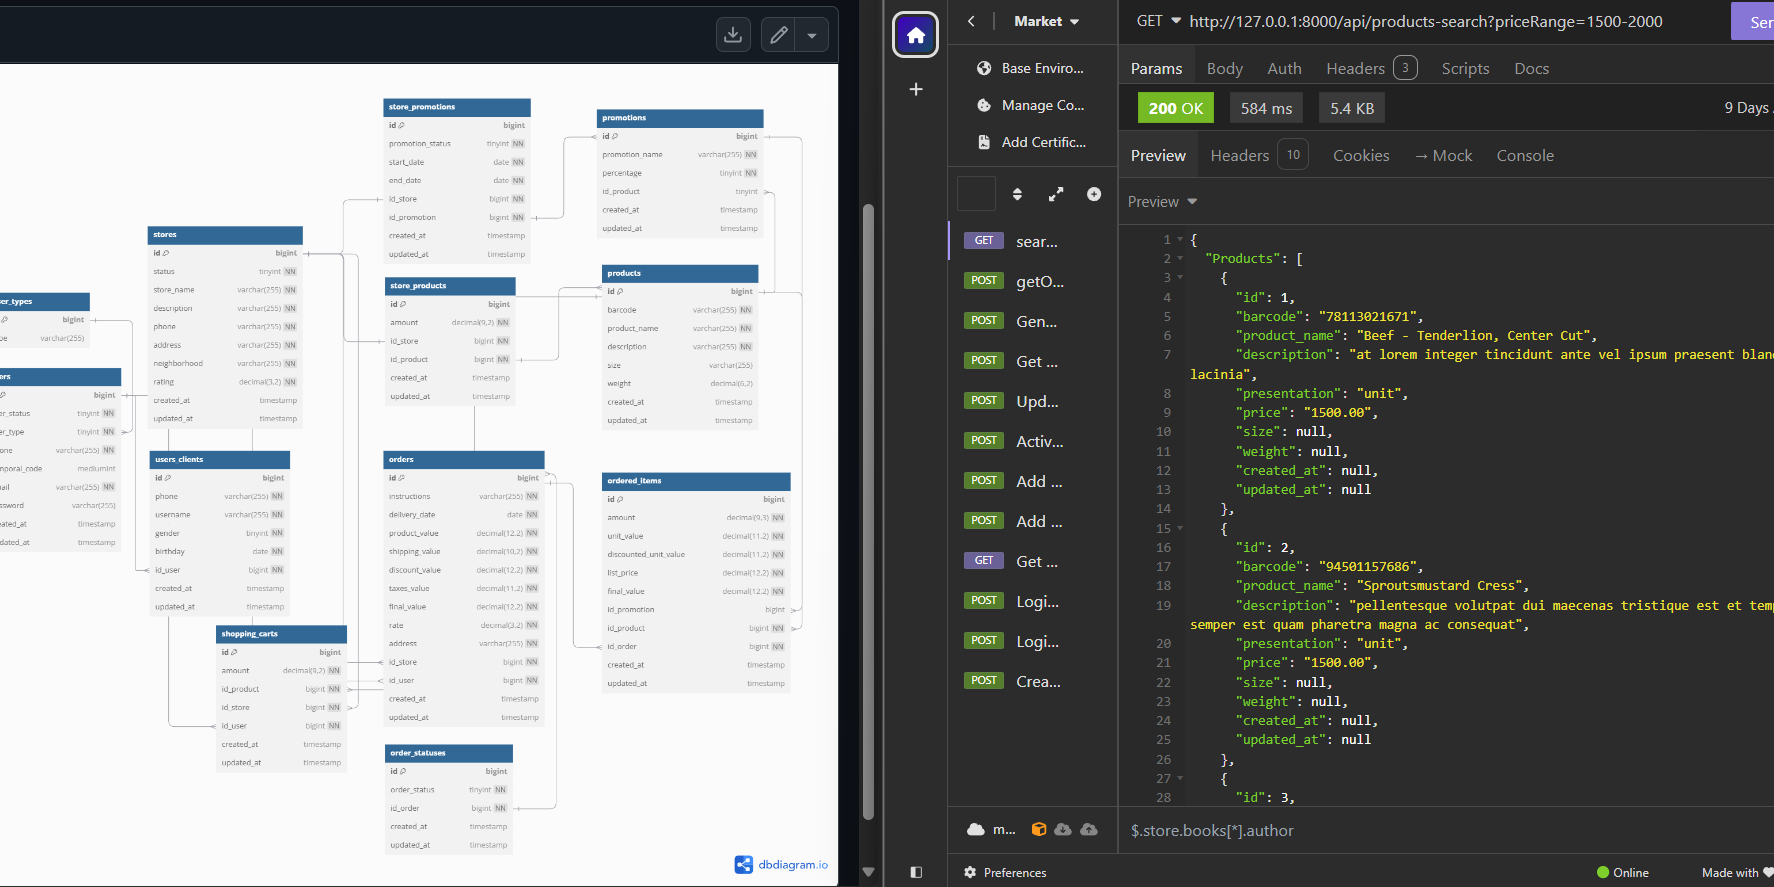 store_promotions
id bigint
promotion_status tinyint NN
start_date date NN
end_date date NN
id_store bigint NN
id_promotion bigint NN
created_at timestamp
updated_at timestamp
promotions
id bigint
promotion_name varchar(255) NN
percentage tinyint NN
id_product tinyint
created_at timestamp
updated_at timestamp
stores
id bigint
status tinyint NN
store_name varchar(255) NN
description varchar(255) NN
phone varchar(255) NN
address varchar(255) NN
neighborhood varchar(255) NN
rating decimal(3,2) NN
created_at timestamp
updated_at timestamp
store_products
id bigint
amount decimal(9,2) NN
id_store bigint NN
id_product bigint NN
created_at timestamp
updated_at timestamp
products
id bigint
barcode varchar(255) NN
product_name varchar(255) NN
description varchar(255) NN
size varchar(255)
weight decimal(6,2)
created_at timestamp
updated_at timestamp
er_types
bigint
pe varchar(255)
ers
bigint
er_status tinyint NN
er_type tinyint NN
one varchar(255) NN
mporal_code mediumint
ail varchar(255) NN
ssword varchar(255)
ated_at timestamp
dated_at timestamp
users_clients
id bigint
phone varchar(255) NN
username varchar(255) NN
gender tinyint NN
birthday date NN
id_user bigint NN
created_at timestamp
updated_at timestamp
orders
id bigint
instructions varchar(255) NN
delivery_date date NN
product_value decimal(12,2) NN
shipping_value decimal(10,2) NN
discount_value decimal(12,2) NN
taxes_value decimal(11,2) NN
final_value decimal(12,2) NN
rate decimal(3,2) NN
address varchar(255) NN
id_store bigint NN
id_user bigint NN
created_at timestamp
updated_at timestamp
ordered_items
id bigint
amount decimal(9,3) NN
unit_value decimal(11,2) NN
discounted_unit_value decimal(11,2) NN
list_price decimal(12,2) NN
final_value decimal(12,2) NN
id_promotion bigint
id_product bigint NN
id_order bigint NN
created_at timestamp
updated_at timestamp
shopping_carts
id bigint
amount decimal(9,2) NN
id_product bigint NN
id_store bigint NN
id_user bigint NN
created_at timestamp
updated_at timestamp
order_statuses
id bigint
order_status tinyint NN
id_order bigint NN
created_at timestamp
updated_at timestamp
dbdiagram.io
Market
Base Enviro...
Manage Co...
Add Certific...
GET sear...
POST getO...
POST Gen...
POST Get ...
POST Upd...
POST Activ...
POST Add ...
POST Add ...
GET Get ...
POST Logi...
POST Logi...
POST Crea...
m...
Preferences
GET http://127.0.0.1:8000/api/products-search?priceRange=1500-2000 Ser
Params Body Auth Headers 3 Scripts Docs
200 OK 584 ms 5.4 KB 9 Days
Preview Headers 10 Cookies → Mock Console
Preview
1 {
2 "Products": [
3 {
4 "id": 1,
5 "barcode": "78113021671",
6 "product_name": "Beef - Tenderlion, Center Cut",
7 "description": "at lorem integer tincidunt ante vel ipsum praesent blan
lacinia",
8 "presentation": "unit",
9 "price": "1500.00",
10 "size": null,
11 "weight": null,
12 "created_at": null,
13 "updated_at": null
14 },
15 {
16 "id": 2,
17 "barcode": "94501157686",
18 "product_name": "Sproutsmustard Cress",
19 "description": "pellentesque volutpat dui maecenas tristique est et tem
semper est quam pharetra magna ac consequat",
20 "presentation": "unit",
21 "price": "1500.00",
22 "size": null,
23 "weight": null,
24 "created_at": null,
25 "updated_at": null
26 },
27 {
28 "id": 3,
$.store.books[*].author
Online Made with